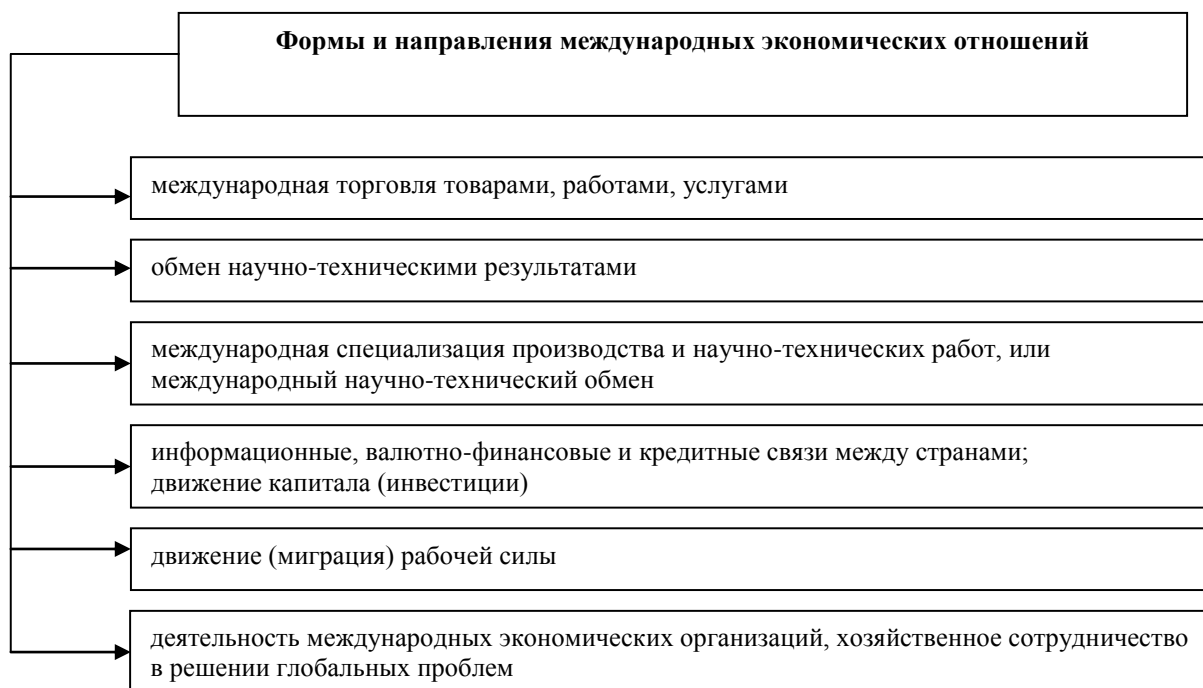 Формы и направления международных экономических отношений
международная торговля товарами, работами, услугами
обмен научно-техническими результатами
международная специализация производства и научно-технических работ, или
международный научно-технический обмен
информационные, валютно-финансовые и кредитные связи между странами;
движение капитала (инвестиции)
движение (миграция) рабочей силы
деятельность международных экономических организаций, хозяйственное сотрудничество
в решении глобальных проблем